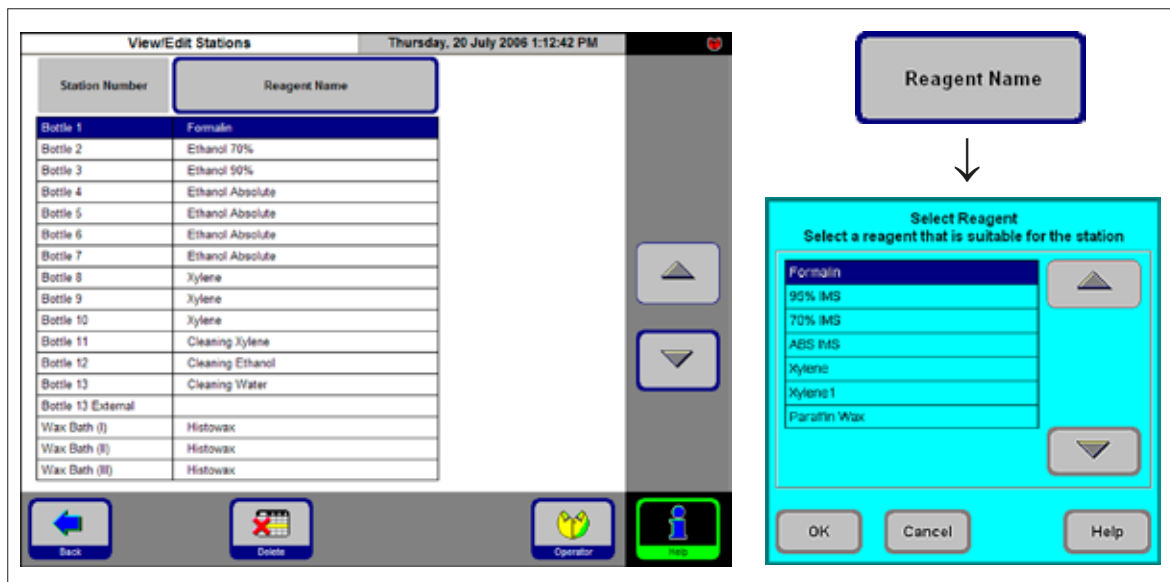 View/Edit Stations Thursday, 20 July 2006 1:12:42 PM
Station Number Reagent Name
Bottle 1 Formalin
Bottle 2 Ethanol 70%
Bottle 3 Ethanol 90%
Bottle 4 Ethanol Absolute
Bottle 5 Ethanol Absolute
Bottle 6 Ethanol Absolute
Bottle 7 Ethanol Absolute
Bottle 8 Xylene
Bottle 9 Xylene
Bottle 10 Xylene
Bottle 11 Cleaning Xylene
Bottle 12 Cleaning Ethanol
Bottle 13 Cleaning Water
Bottle 13 External
Wax Bath (I) Histowax
Wax Bath (II) Histowax
Wax Bath (III) Histowax
Back Delete Operator Help
Reagent Name
Select Reagent
Select a reagent that is suitable for the station
Formalin
95% IMS
70% IMS
ABS IMS
Xylene
Xylene1
Paraffin Wax
OK Cancel Help